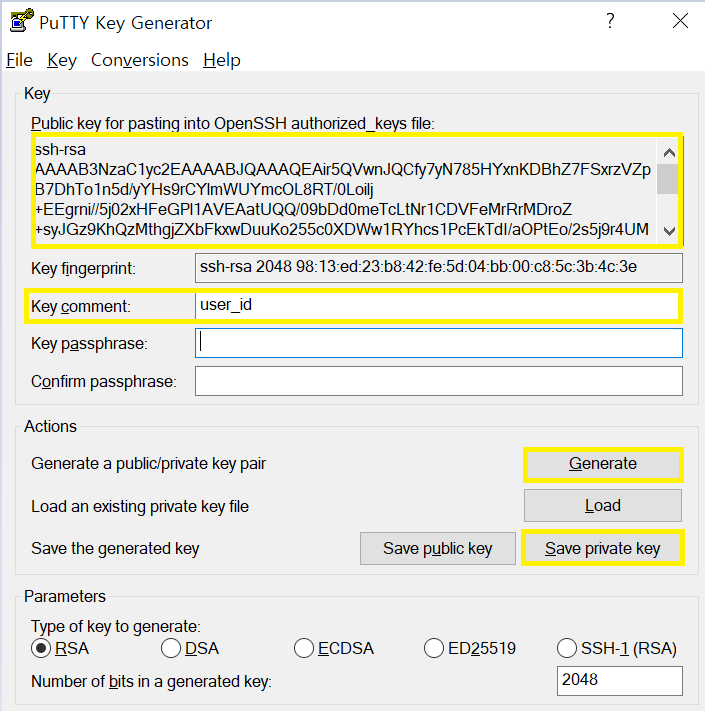 PuTTY Key Generator
?
File Key Conversions Help
Key
Public key for pasting into OpenSSH authorized_keys file:
ssh-rsa
AAAAB3NzaC1yc2EAAAABJQAAAQEAir5QVwnJQCfy7yN785HYxnKDBhZ7FSxrzVZp
B7DhTo1n5d/yYHs9rCYlmWUYmcOL8RT/0Loilj
+EEgrni//5j02xHFeGPl1AVEAatUQQ/09bDd0meTcLtNr1CDVFeMrRrMDroZ
+syJGz9KhQzMthgjZXbFkxwDuuKo255c0XDWw1RYhcs1PcEkTdI/aOPtEo/2s5j9r4UM
Key fingerprint: ssh-rsa 2048 98:13:ed:23:b8:42:fe:5d:04:bb:00:c8:5c:3b:4c:3e
Key comment: user_id
Key passphrase:
Confirm passphrase:
Actions
Generate a public/private key pair Generate
Load an existing private key file Load
Save the generated key Save public key Save private key
Parameters
Type of key to generate:
RSA DSA ECDSA ED25519 SSH-1 (RSA)
Number of bits in a generated key: 2048